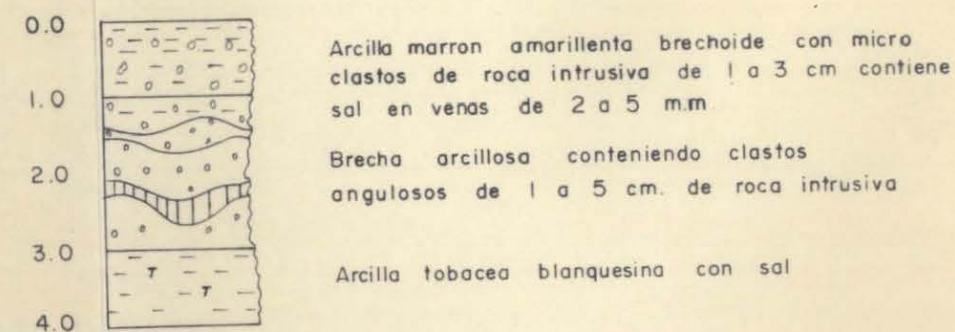 0.0
Arcilla marron amarillenta brechoide con micro
clastos de roca intrusiva de 1 a 3 cm contiene
1.0
sal en venas de 2 a 5 m.m
Brecha arcillosa conteniendo clastos
2.0
angulosos de 1 a 5 cm. de roca intrusiva
3.0
T
Arcilla tobacea blanquesina con sal
T
4.0